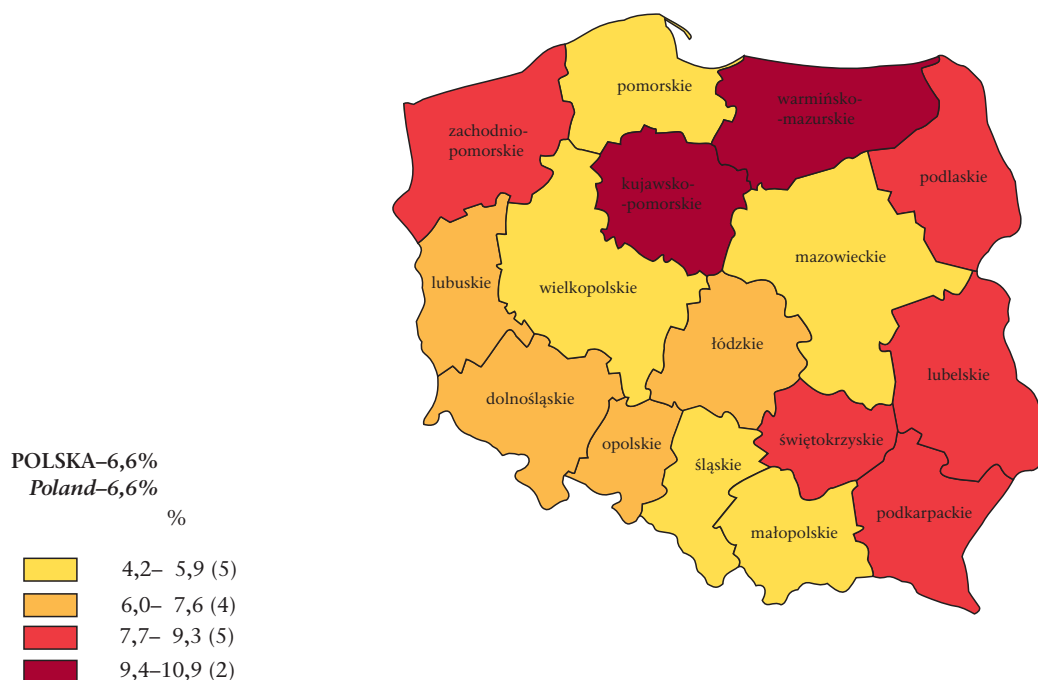 pomorskie
warmińsko-
-mazurskie
zachodnio-
pomorskie
podlaskie
kujawsko-
-pomorskie
mazowieckie
lubuskie
wielkopolskie
łódzkie
lubelskie
dolnośląskie
opolskie
świętokrzyskie
śląskie
podkarpackie
małopolskie
POLSKA–6,6%
Poland–6,6%
%
4,2– 5,9 (5)
6,0– 7,6 (4)
7,7– 9,3 (5)
9,4–10,9 (2)